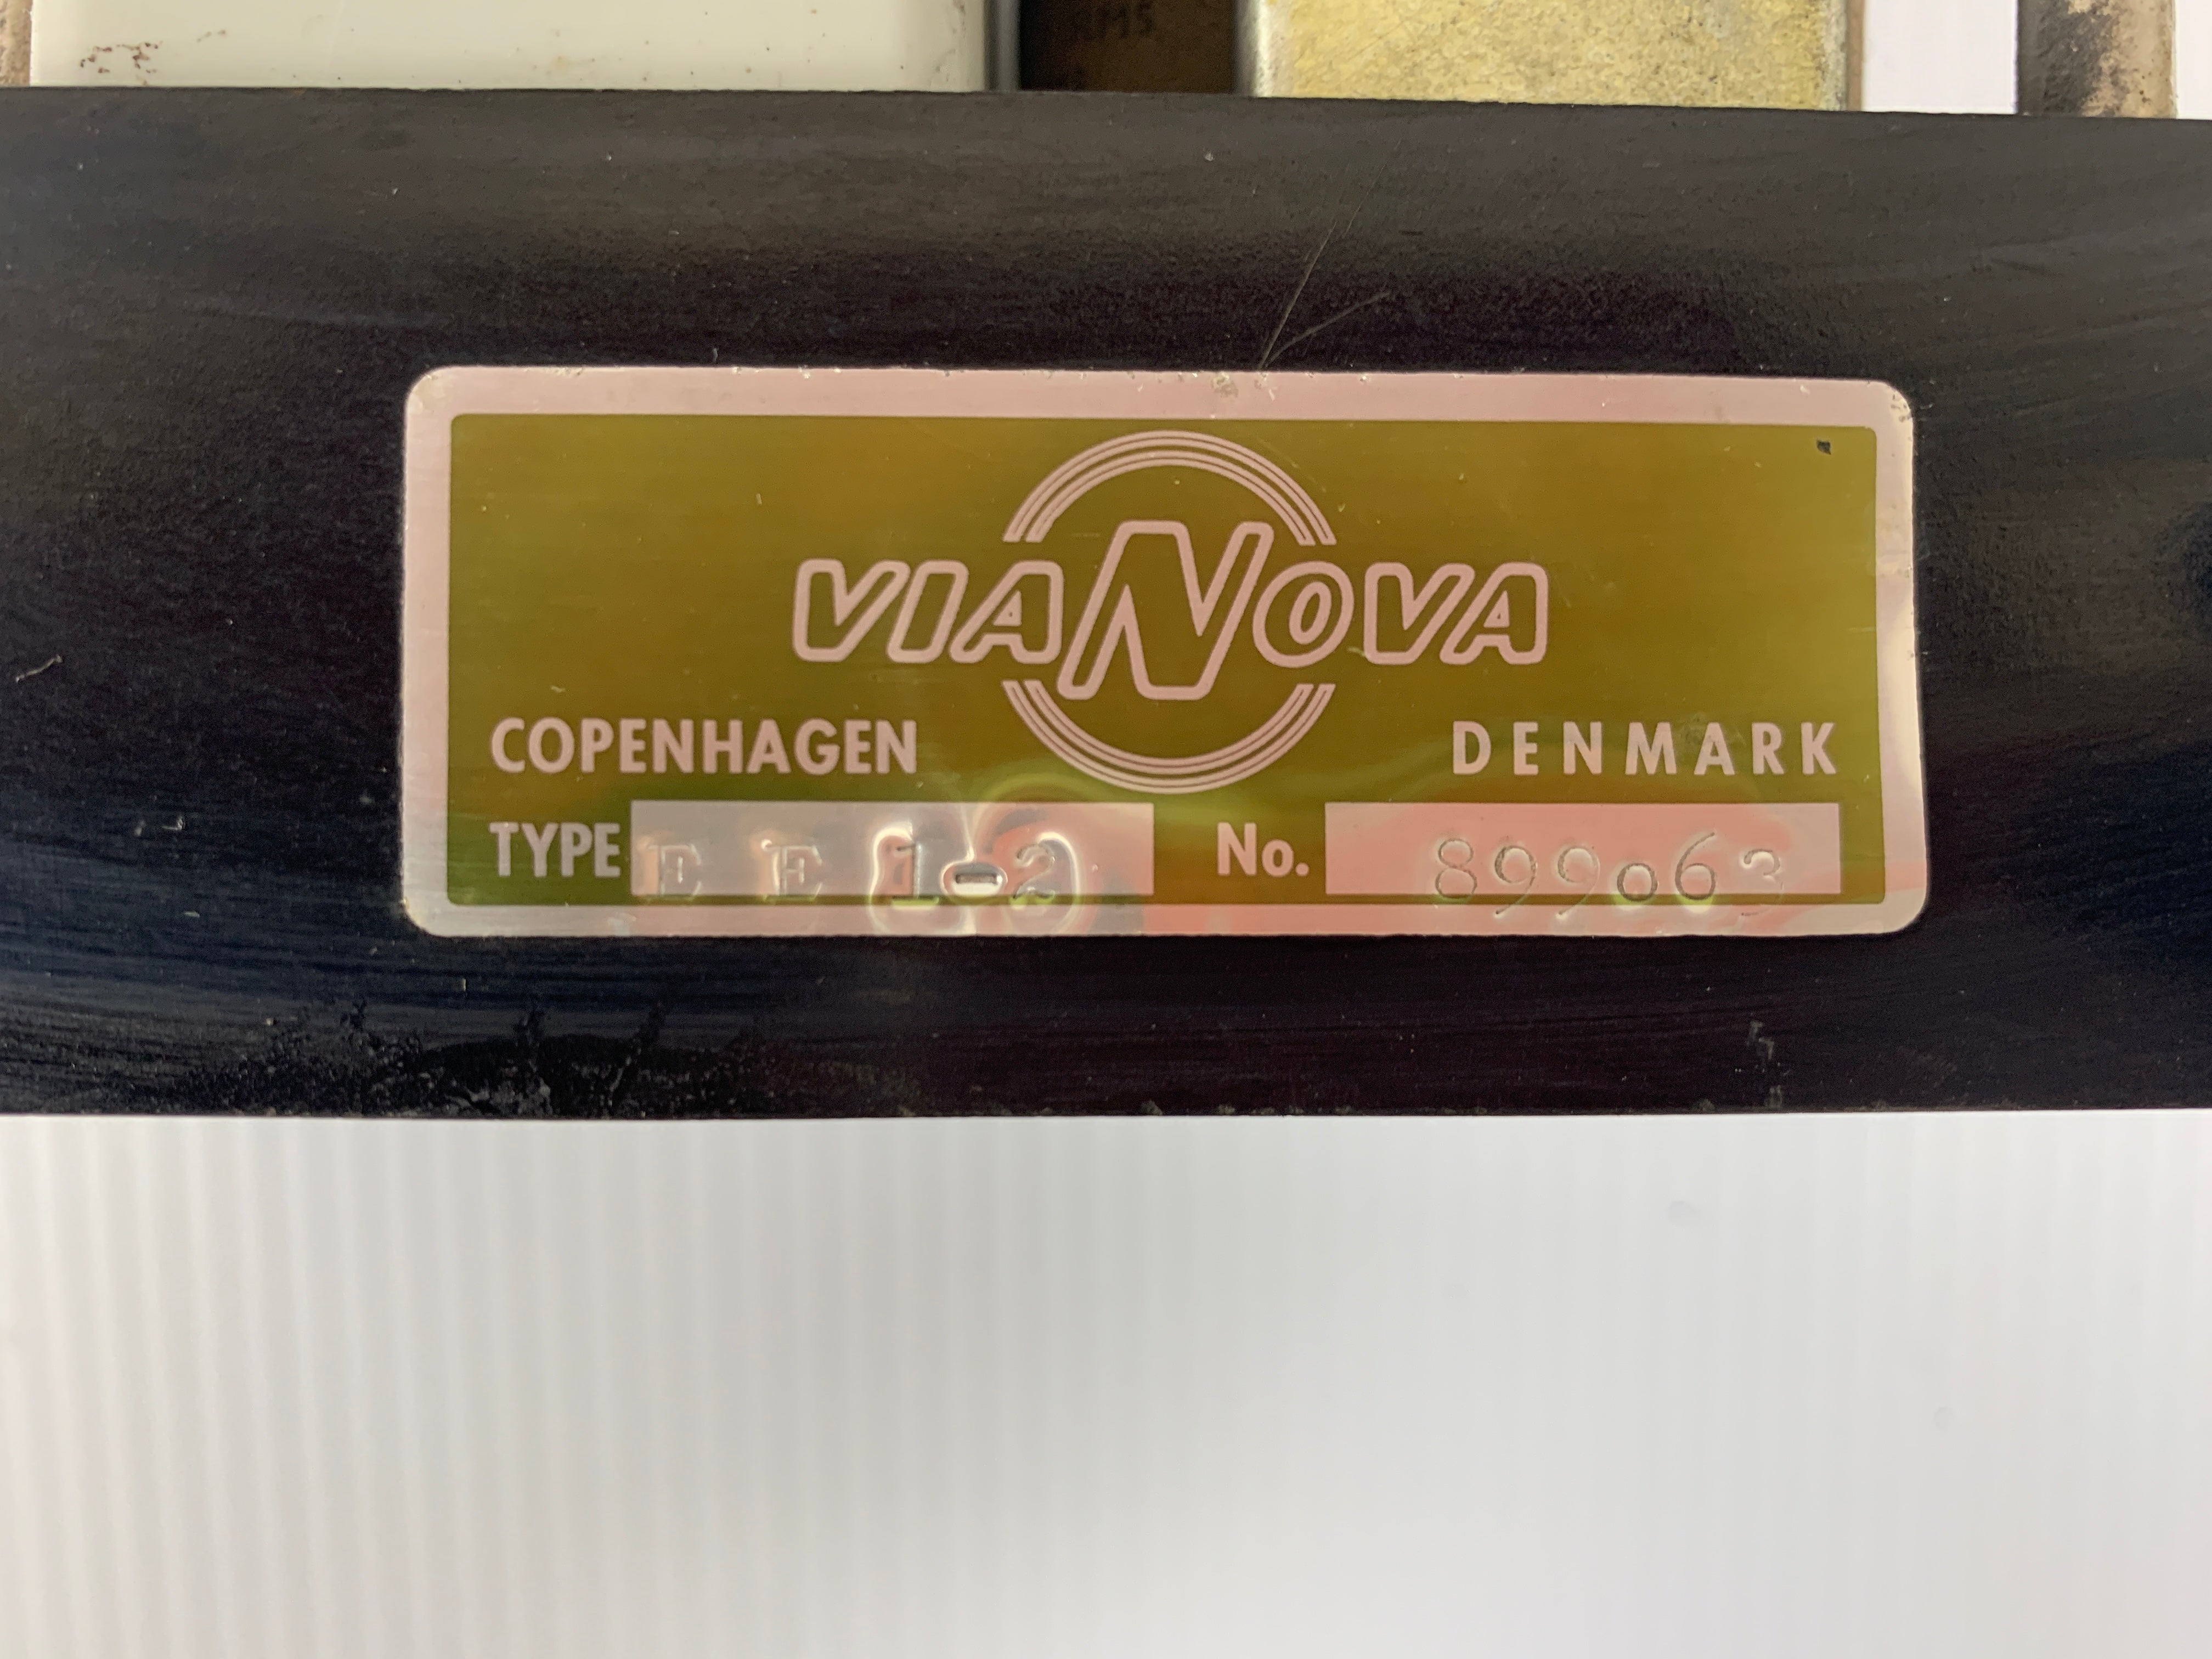 VIANOVA
COPENHAGEN DENMARK
TYPE E E 1-2 No. 899063